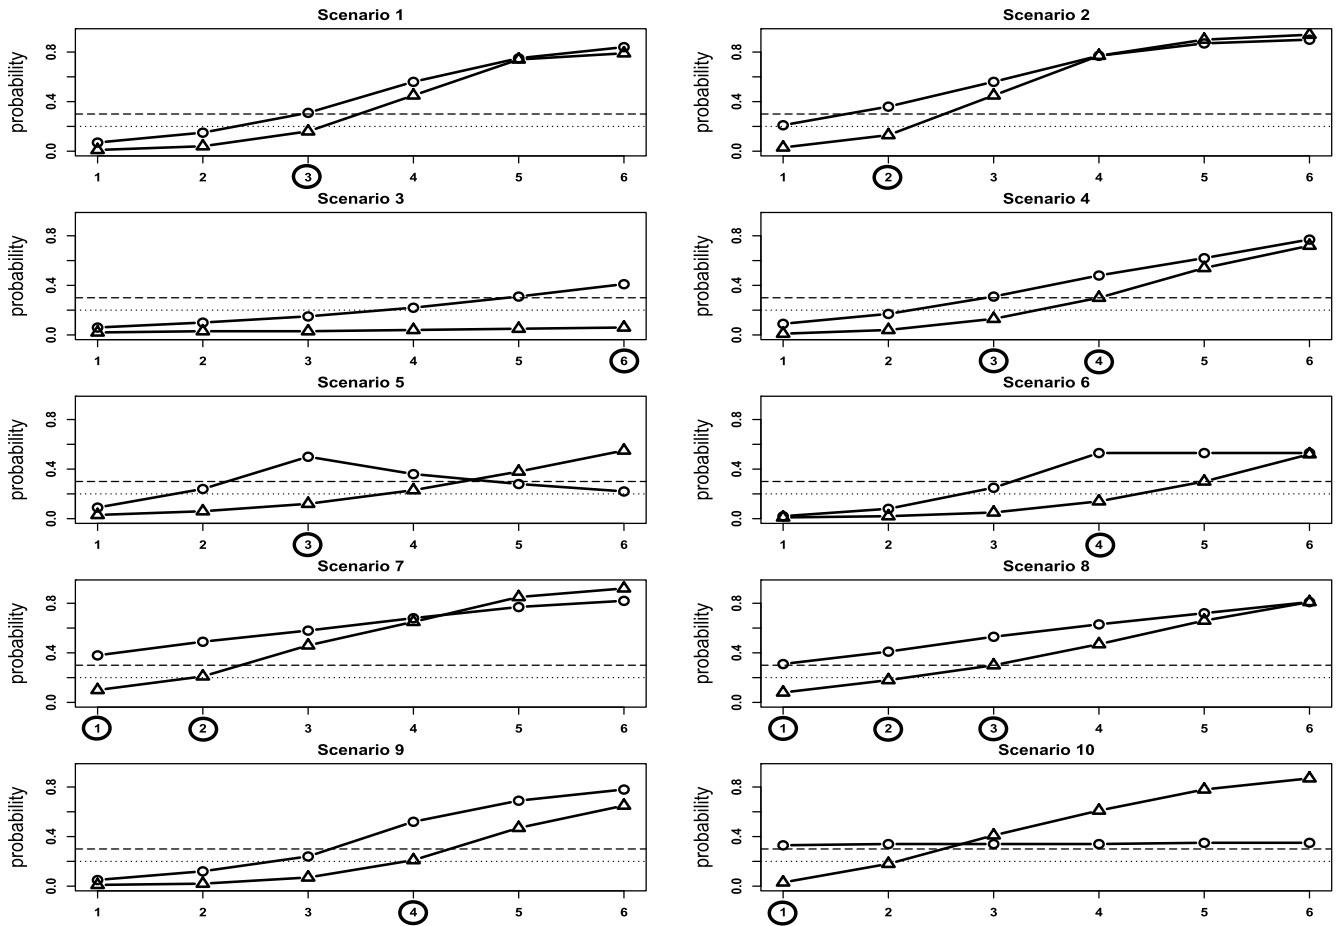 Scenario 1
probability
0.0 0.4 0.8
1 2 3 4 5 6
Scenario 2
probability
0.0 0.4 0.8
1 2 3 4 5 6
Scenario 3
probability
0.0 0.4 0.8
1 2 3 4 5 6
Scenario 4
probability
0.0 0.4 0.8
1 2 3 4 5 6
Scenario 5
probability
0.0 0.4 0.8
1 2 3 4 5 6
Scenario 6
probability
0.0 0.4 0.8
1 2 3 4 5 6
Scenario 7
probability
0.0 0.4 0.8
1 2 3 4 5 6
Scenario 8
probability
0.0 0.4 0.8
1 2 3 4 5 6
Scenario 9
probability
0.0 0.4 0.8
1 2 3 4 5 6
Scenario 10
probability
0.0 0.4 0.8
1 2 3 4 5 6